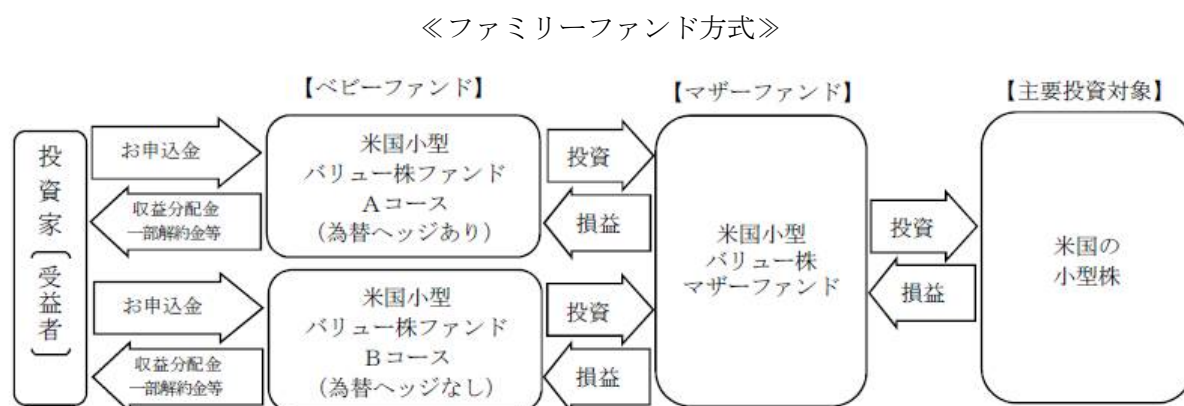 ≪ファミリーファンド方式≫
【ベビーファンド】
【マザーファンド】
【主要投資対象】
投資家(受益者)
お申込金
収益分配金
一部解約金等
米国小型
バリュー株ファンド
Aコース
(為替ヘッジあり)
投資
損益
お申込金
収益分配金
一部解約金等
米国小型
バリュー株ファンド
Bコース
(為替ヘッジなし)
投資
損益
米国小型
バリュー株
マザーファンド
投資
損益
米国の
小型株